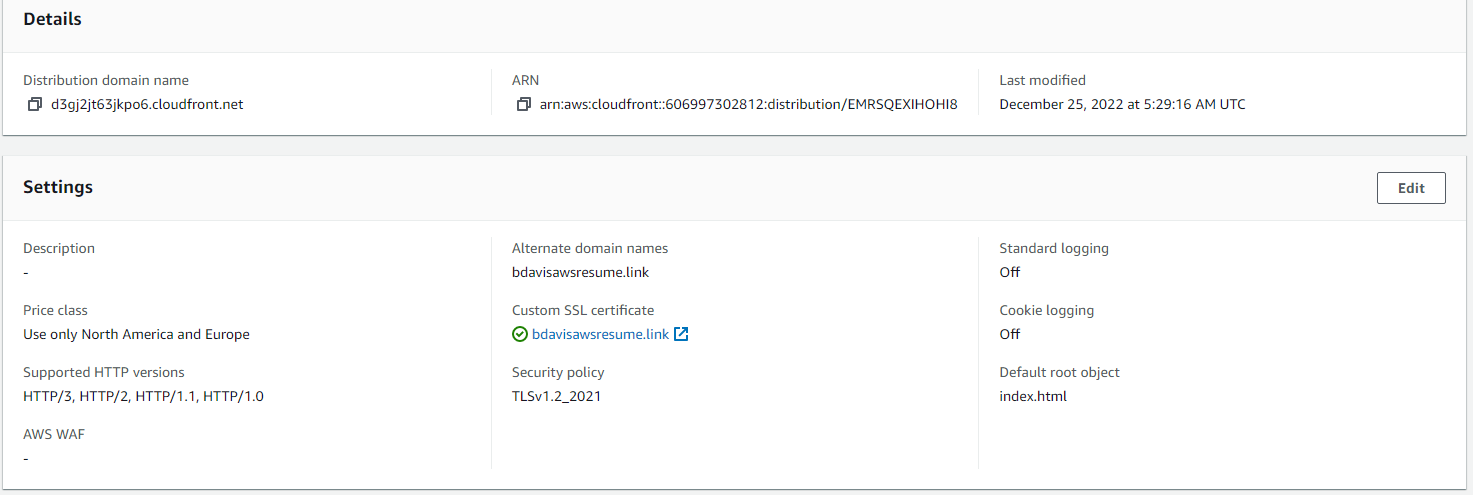 Details
Distribution domain name
d3gj2jt63jkpo6.cloudfront.net
ARN
arn:aws:cloudfront::606997302812:distribution/EMRSQEXIHOHI8
Last modified
December 25, 2022 at 5:29:16 AM UTC
Settings
Edit
Description
-
Price class
Use only North America and Europe
Supported HTTP versions
HTTP/3, HTTP/2, HTTP/1.1, HTTP/1.0
AWS WAF
-
Alternate domain names
bdavisawsresume.link
Custom SSL certificate
bdavisawsresume.link
Security policy
TLSv1.2_2021
Standard logging
Off
Cookie logging
Off
Default root object
index.html